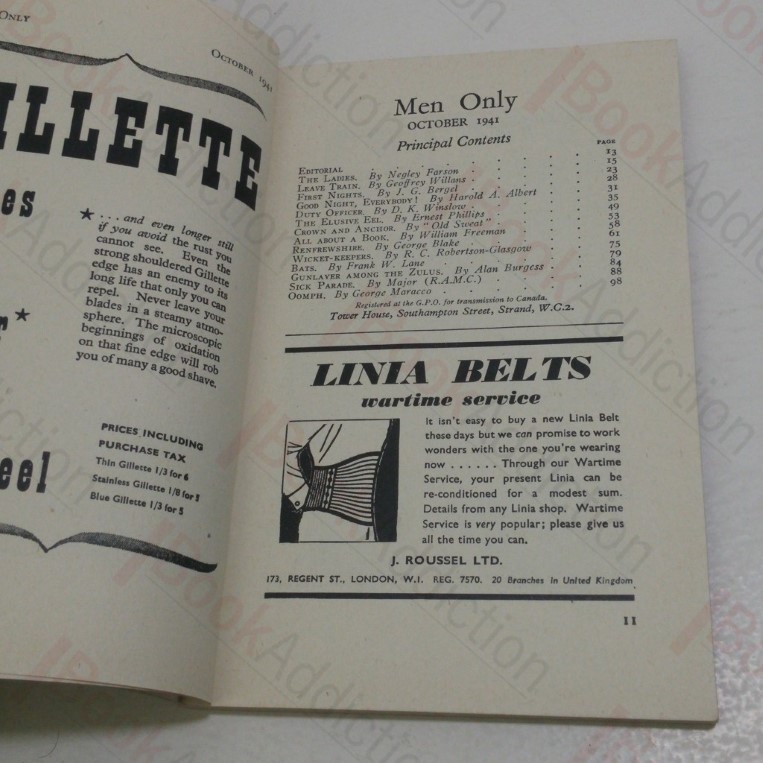 Only
October 1941
ILLETTE
es
★ . . . and even longer still
if you avoid the rust you
cannot see. Even the
strong shouldered Gillette
edge has an enemy to its
long life that only you can
repel. Never leave your
blades in a steamy atmo-
sphere. The microscopic
beginnings of oxidation
on that fine edge will rob
you of many a good shave.
r*
PRICES INCLUDING
PURCHASE TAX
Thin Gillette 1/3 for 6
Stainless Gillette 1/8 for 5
Blue Gillette 1/3 for 5
eel
Men Only
OCTOBER 1941
Principal Contents
PAGE
Editorial 13
The Ladies. By Negley Farson 15
Leave Train. By Geoffrey Willans 23
First Nights. By J. G. Bergel 28
Good Night, Everybody! By Harold A. Albert 31
Duty Officer. By D. K. Winslow 35
The Elusive Eel. By Ernest Phillips 49
Crown and Anchor. By "Old Sweat" 53
All about a Book. By William Freeman 58
Renfrewshire. By George Blake 61
Wicket-keepers. By R. C. Robertson-Glasgow 75
Bats. By Frank W. Lane 79
Gunlayer among the Zulus. By Alan Burgess 84
Sick Parade. By Major (R.A.M.C.) 88
Oomph. By George Maracco 98
Registered at the G.P.O. for transmission to Canada.
Tower House, Southampton Street, Strand, W.C.2.
LINIA BELTS
wartime service
It isn't easy to buy a new Linia Belt
these days but we can promise to work
wonders with the one you're wearing
now . . . . . . Through our Wartime
Service, your present Linia can be
re-conditioned for a modest sum.
Details from any Linia shop. Wartime
Service is very popular; please give us
all the time you can.
J. ROUSSEL LTD.
173, REGENT ST., LONDON, W.1. REG. 7570. 20 Branches in United Kingdom
11
BookAddiction